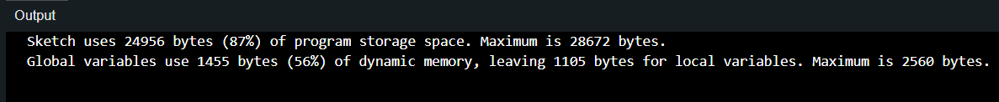 Output
Sketch uses 24956 bytes (87%) of program storage space. Maximum is 28672 bytes.
Global variables use 1455 bytes (56%) of dynamic memory, leaving 1105 bytes for local variables. Maximum is 2560 bytes.